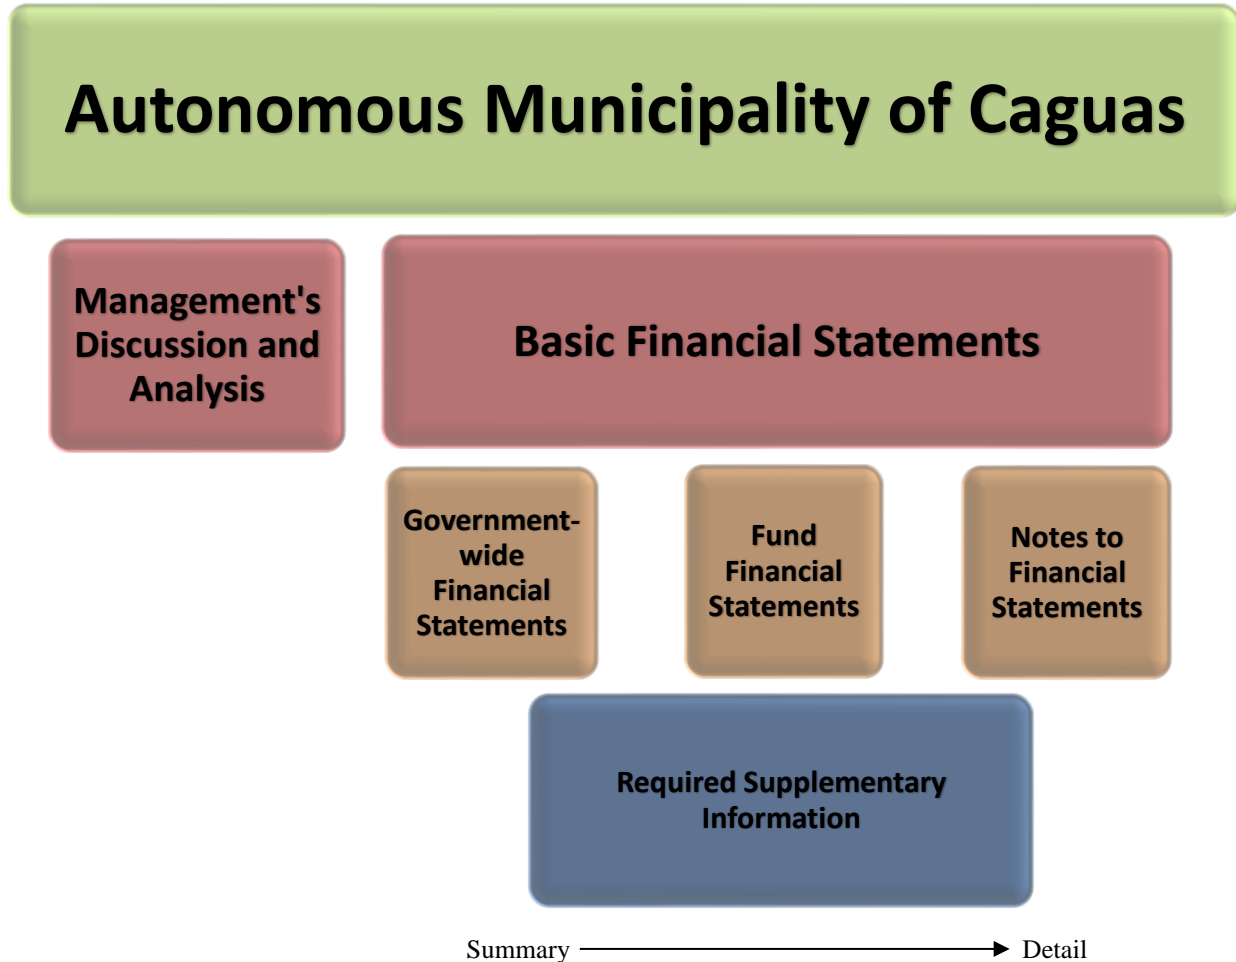 Autonomous Municipality of Caguas
Management's
Discussion and
Analysis
Basic Financial Statements
Government-
wide
Financial
Statements
Fund
Financial
Statements
Notes to
Financial
Statements
Required Supplementary
Information
Summary
Detail